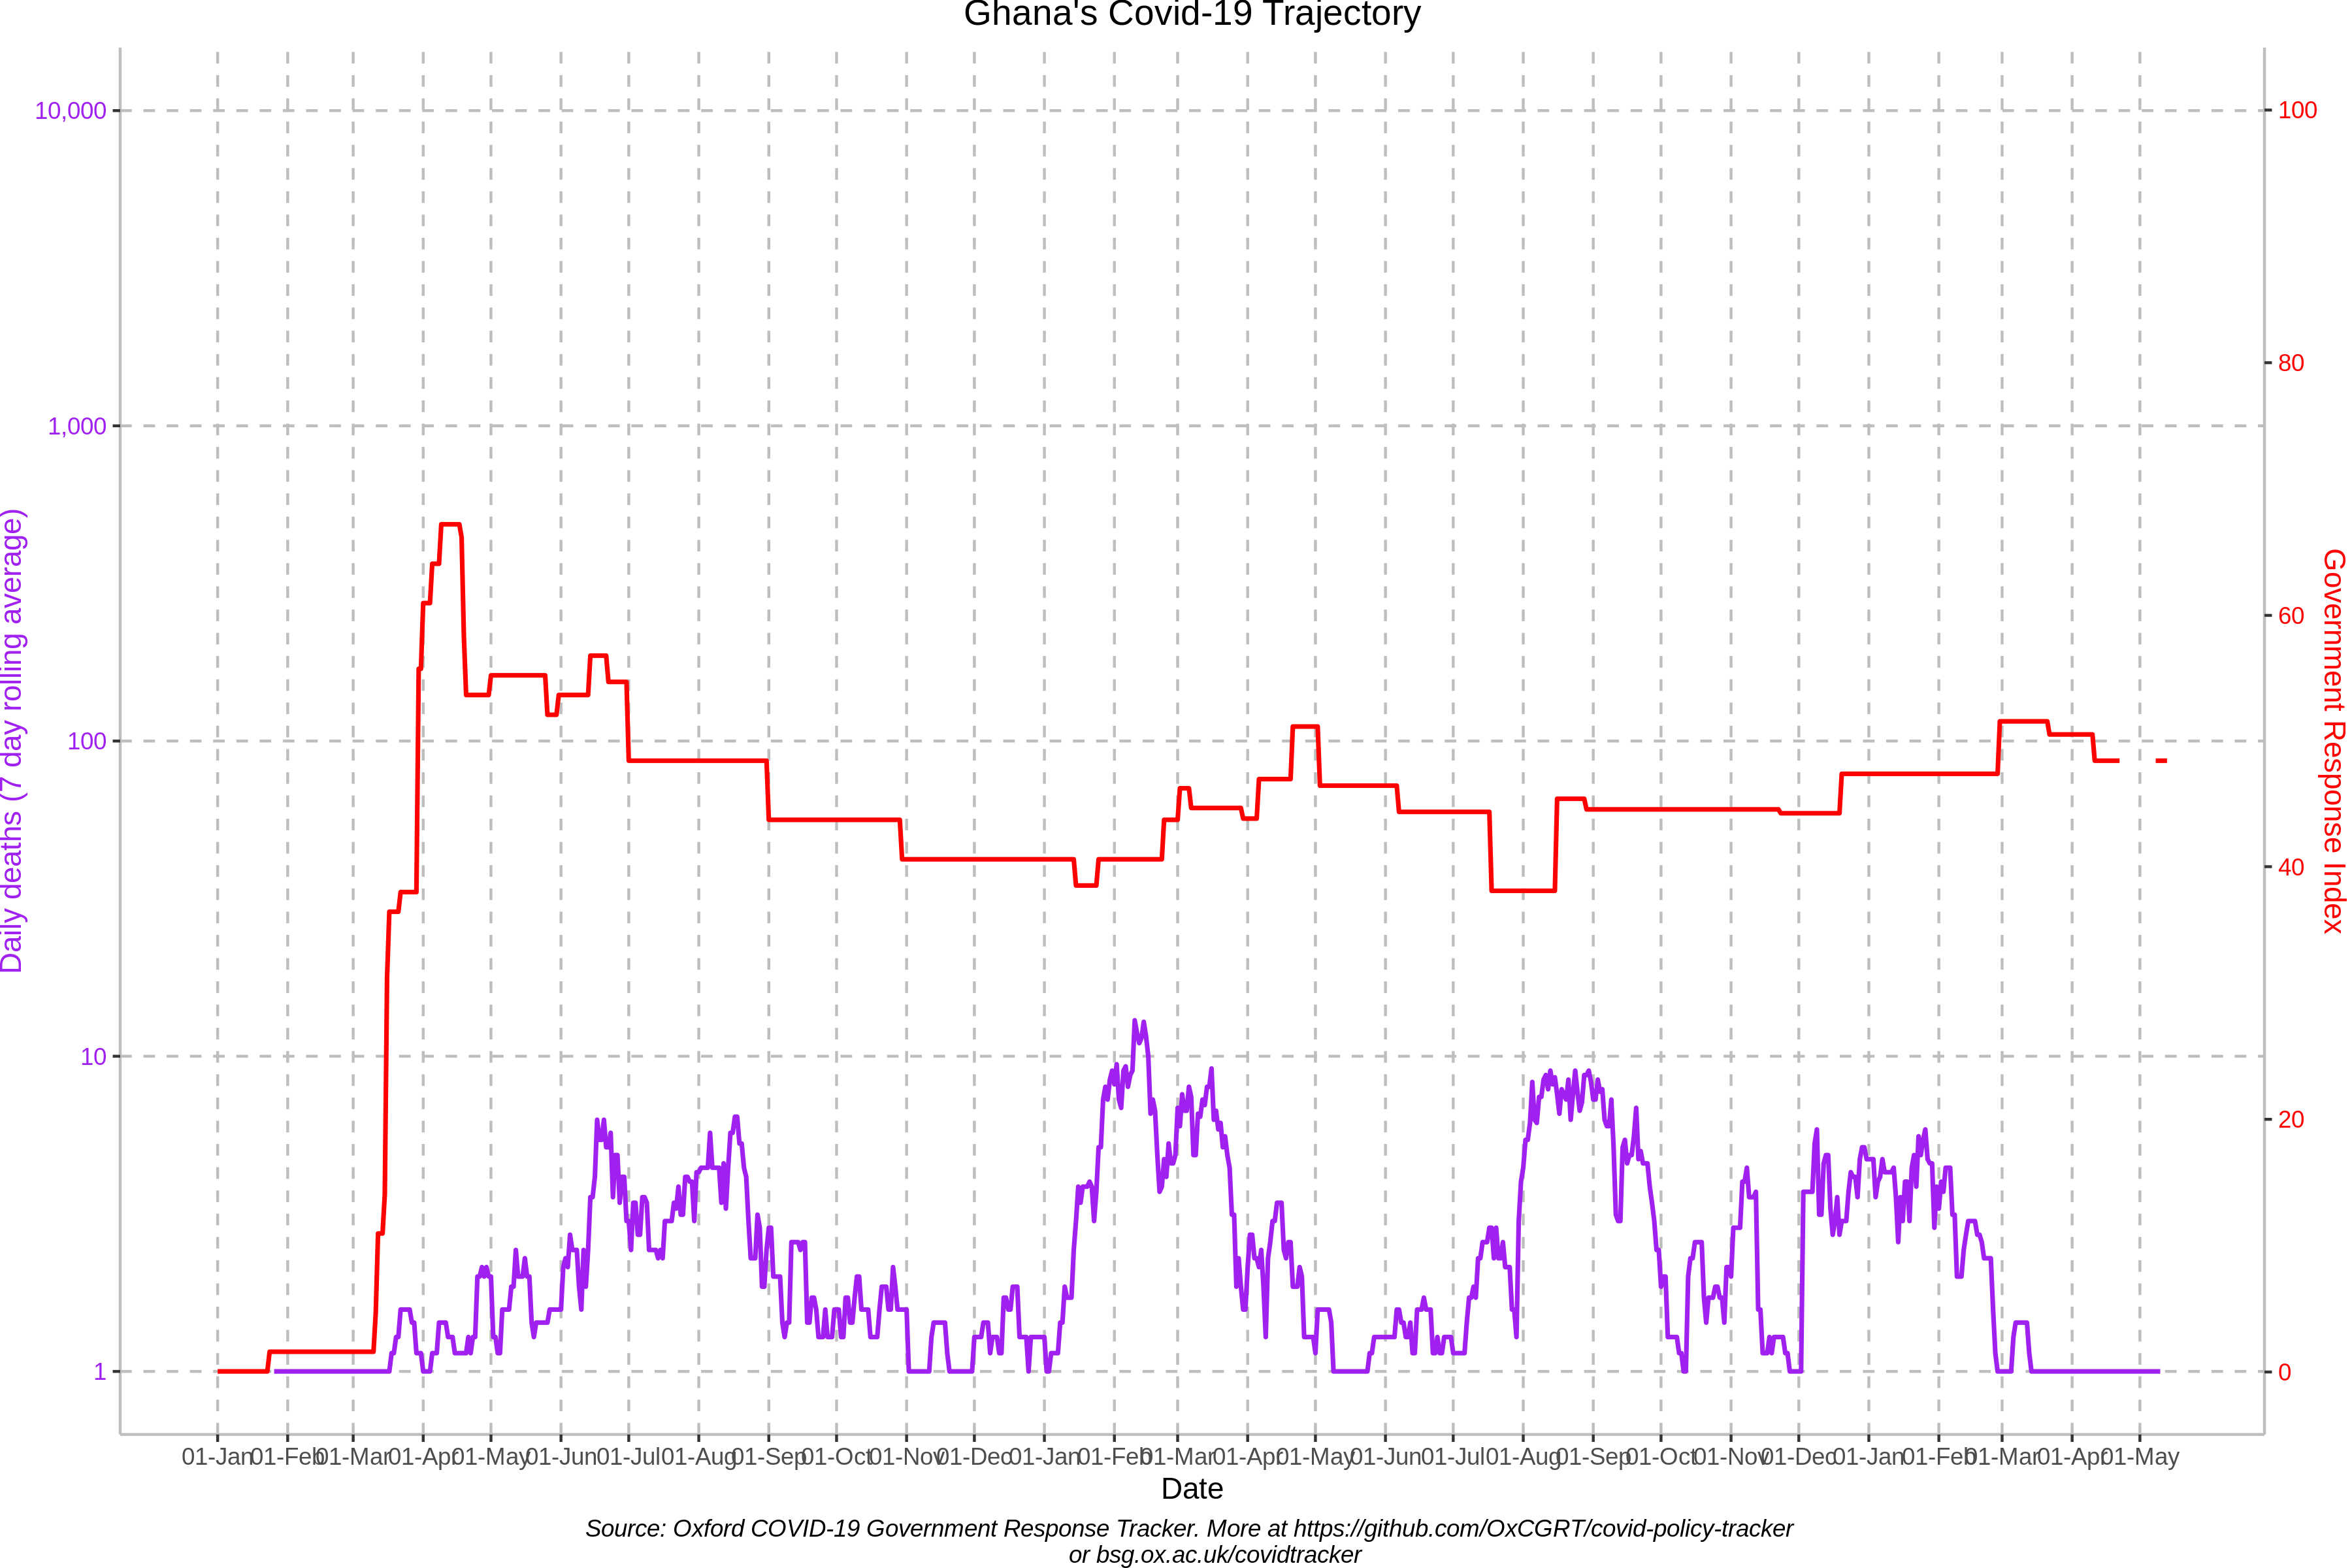 Ghana's Covid-19 Trajectory
10,000
1,000
100
10
1
Daily deaths (7 day rolling average)
100
80
60
40
20
0
Government Response Index
01-Jan 01-Feb 01-Mar 01-Apr 01-May 01-Jun 01-Jul 01-Aug 01-Sep 01-Oct 01-Nov 01-Dec 01-Jan 01-Feb 01-Mar 01-Apr 01-May 01-Jun 01-Jul 01-Aug 01-Sep 01-Oct 01-Nov 01-Dec 01-Jan 01-Feb 01-Mar 01-Apr 01-May
Date
Source: Oxford COVID-19 Government Response Tracker. More at https://github.com/OxCGRT/covid-policy-tracker
or bsg.ox.ac.uk/covidtracker